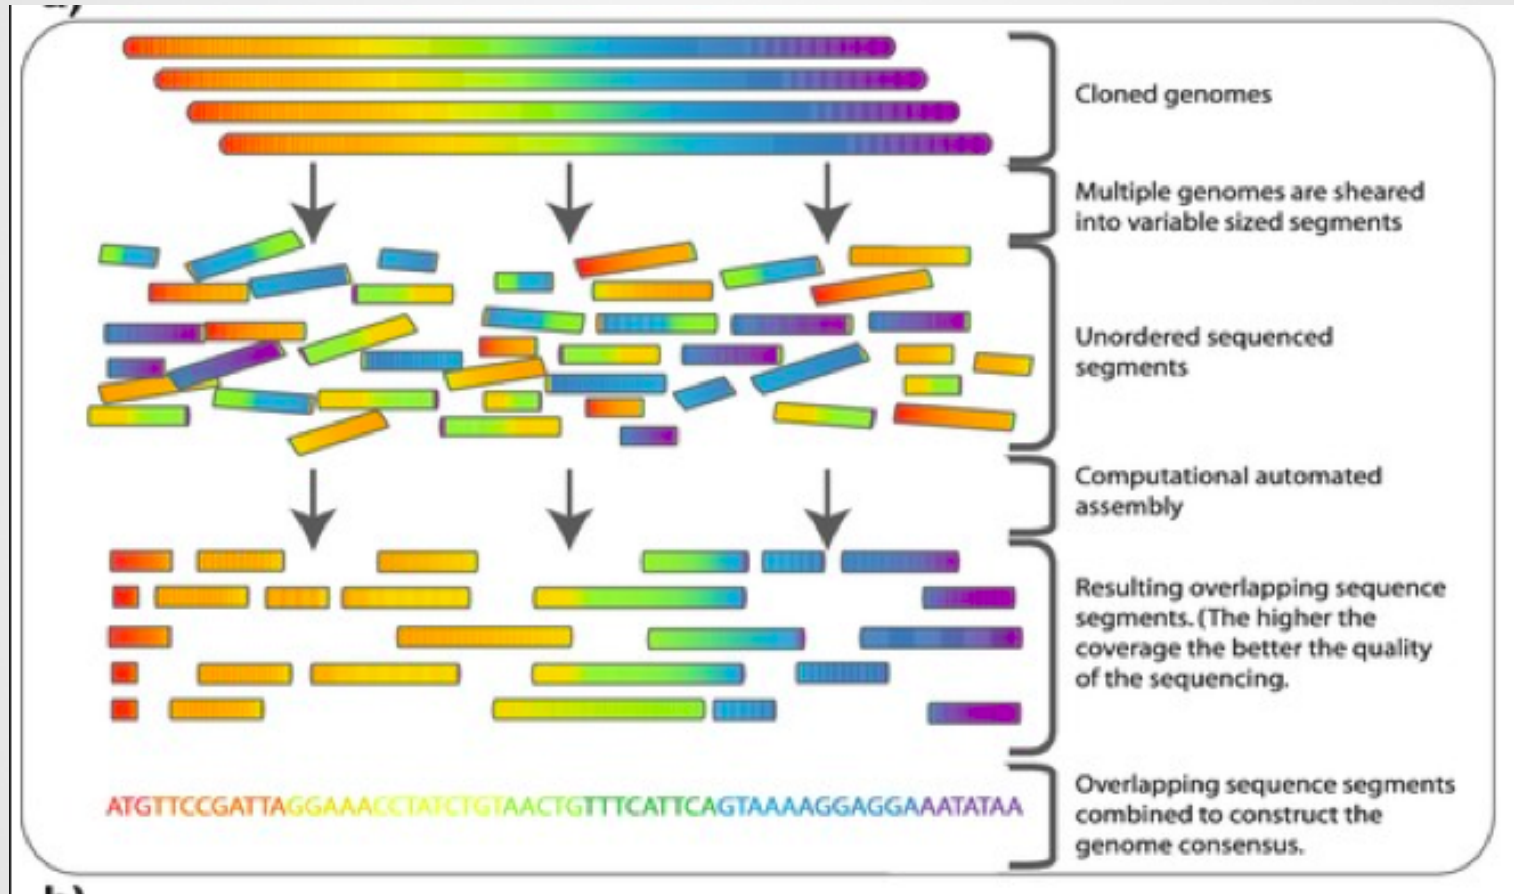 a)
Cloned genomes
Multiple genomes are sheared
into variable sized segments
Unordered sequenced
segments
Computational automated
assembly
Resulting overlapping sequence
segments. (The higher the
coverage the better the quality
of the sequencing.
ATGTTCCGATTAGGAAACCTATCTGTAACTGTTTCATTCAGTAAAAGGAGGAAATATAA
Overlapping sequence segments
combined to construct the
genome consensus.
b)